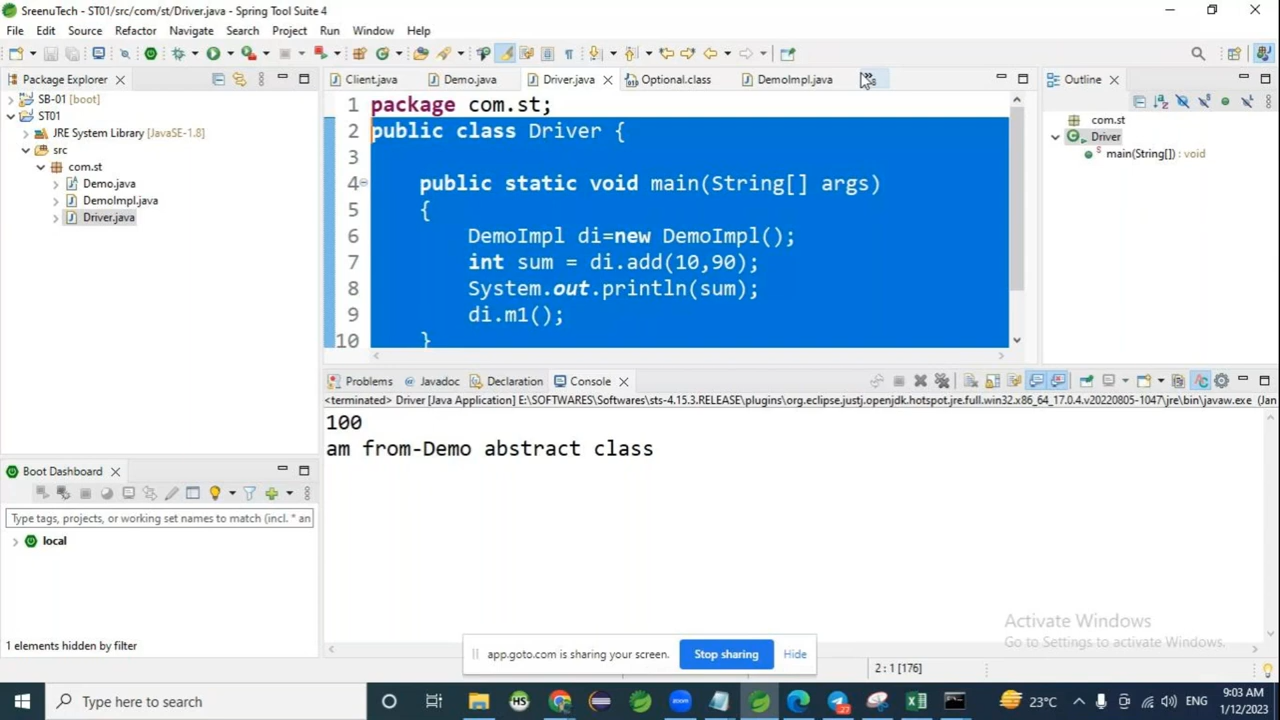 SreenuTech - ST01/src/com/st/Driver.java - Spring Tool Suite 4
File Edit Source Refactor Navigate Search Project Run Window Help
Package Explorer
SB-01 [boot]
ST01
JRE System Library [JavaSE-1.8]
src
com.st
Demo.java
DemoImpl.java
Driver.java
Client.java Demo.java Driver.java Optional.class DemoImpl.java
1 package com.st;
2 public class Driver {
3
4 public static void main(String[] args)
5 {
6 DemoImpl di=new DemoImpl();
7 int sum = di.add(10,90);
8 System.out.println(sum);
9 di.m1();
10 }
Outline
com.st
Driver
main(String[]) : void
Problems Javadoc Declaration Console
<terminated> Driver [Java Application] E:\SOFTWARES\Softwares\sts-4.15.3.RELEASE\plugins\org.eclipse.justj.openjdk.hotspot.jre.full.win32.x86_64_17.0.4.v20220805-1047\jre\bin\javaw.exe (Jan
100
am from-Demo abstract class
Boot Dashboard
Type tags, projects, or working set names to match (incl. * an
local
1 elements hidden by filter
Activate Windows
Go to Settings to activate Windows.
app.goto.com is sharing your screen. Stop sharing Hide
2 : 1 [176]
Type here to search
HS
zoom
27
23°C
ENG
9:03 AM
1/12/2023